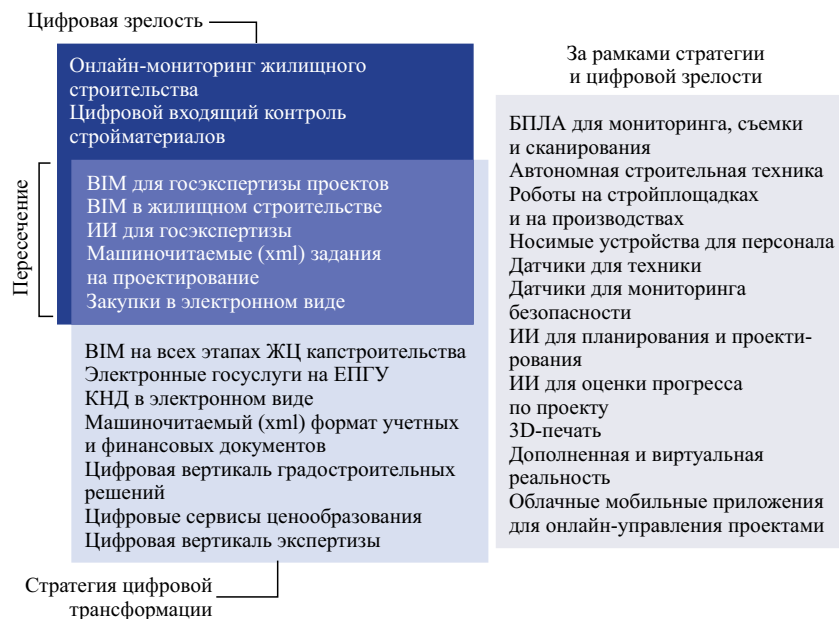 Цифровая зрелость
Онлайн-мониторинг жилищного
строительства
Цифровой входящий контроль
стройматериалов
Пересечение
BIM для госэкспертизы проектов
BIM в жилищном строительстве
ИИ для госэкспертизы
Машиночитаемые (xml) задания
на проектирование
Закупки в электронном виде
BIM на всех этапах ЖЦ капстроительства
Электронные госуслуги на ЕПГУ
КНД в электронном виде
Машиночитаемый (xml) формат учетных
и финансовых документов
Цифровая вертикаль градостроительных
решений
Цифровые сервисы ценообразования
Цифровая вертикаль экспертизы
Стратегия цифровой
трансформации
За рамками стратегии
и цифровой зрелости
БПЛА для мониторинга, съемки
и сканирования
Автономная строительная техника
Роботы на стройплощадках
и на производствах
Носимые устройства для персонала
Датчики для техники
Датчики для мониторинга
безопасности
ИИ для планирования и проекти-
рования
ИИ для оценки прогресса
по проекту
3D-печать
Дополненная и виртуальная
реальность
Облачные мобильные приложения
для онлайн-управления проектами